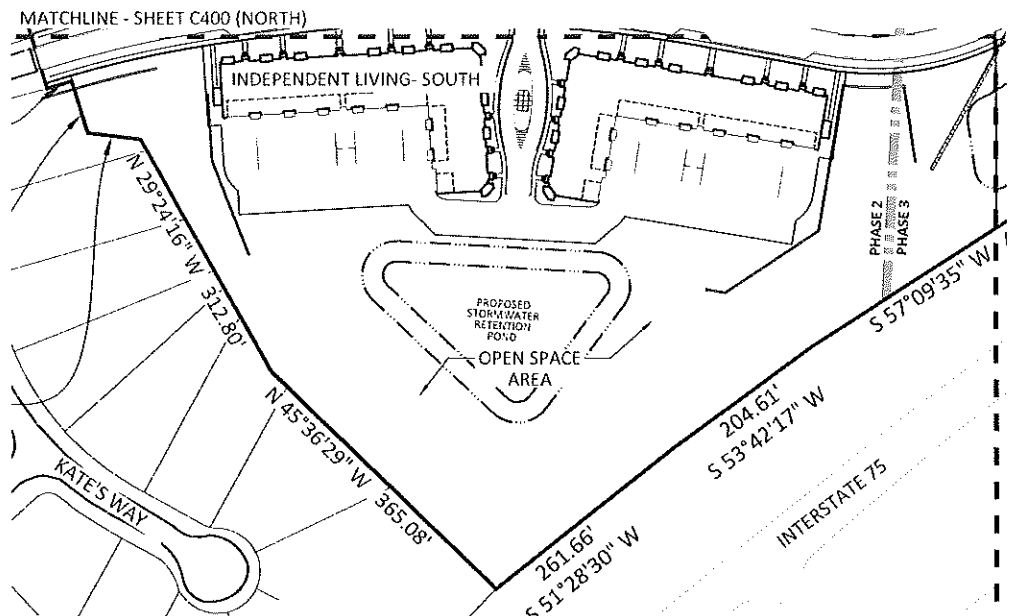 MATCHLINE - SHEET C400 (NORTH)
INDEPENDENT LIVING- SOUTH
PHASE 2
PHASE 3
N 29°24'16" W 312.80'
S 57°09'35" W
PROPOSED
STORMWATER
RETENTION
POND
OPEN SPACE
AREA
N 45°36'29" W 365.08'
204.61'
S 53°42'17" W
KATE'S WAY
INTERSTATE 75
261.66'
S 51°28'30" W